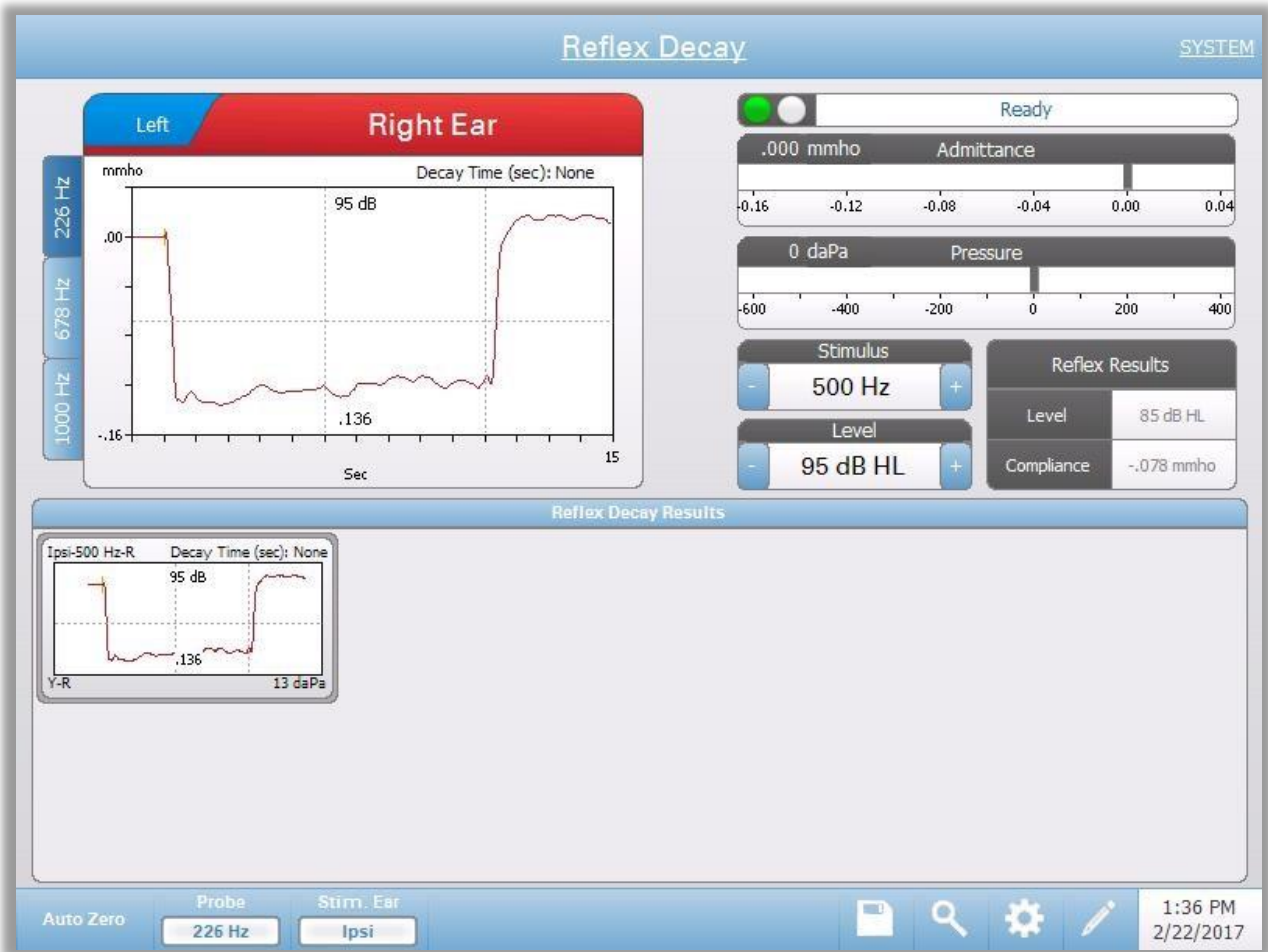 Reflex Decay
SYSTEM
Left
Right Ear
226 Hz
678 Hz
1000 Hz
mmho
Decay Time (sec): None
95 dB
.00
.136
-.16
15
Sec
Ready
.000 mmho Admittance
-0.16 -0.12 -0.08 -0.04 0.00 0.04
0 daPa Pressure
-600 -400 -200 0 200 400
Stimulus
- 500 Hz +
Level
- 95 dB HL +
Reflex Results
Level 85 dB HL
Compliance -.078 mmho
Reflex Decay Results
Ipsi-500 Hz-R Decay Time (sec): None
95 dB
.136
Y-R 13 daPa
Auto Zero
Probe
226 Hz
Stim. Ear
Ipsi
1:36 PM
2/22/2017